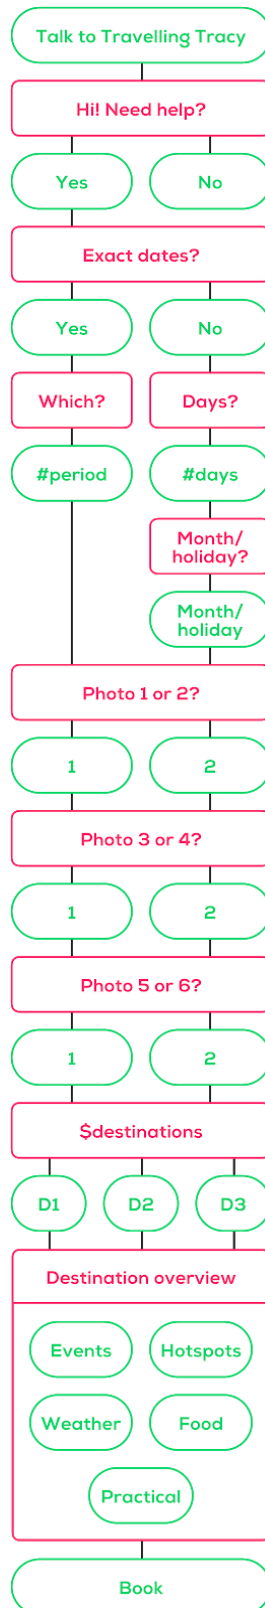 Talk to Travelling Tracy
Hi! Need help?
Yes
No
Exact dates?
Yes
No
Which?
Days?
#period
#days
Month/
holiday?
Month/
holiday
Photo 1 or 2?
1
2
Photo 3 or 4?
1
2
Photo 5 or 6?
1
2
$destinations
D1
D2
D3
Destination overview
Events
Hotspots
Weather
Food
Practical
Book